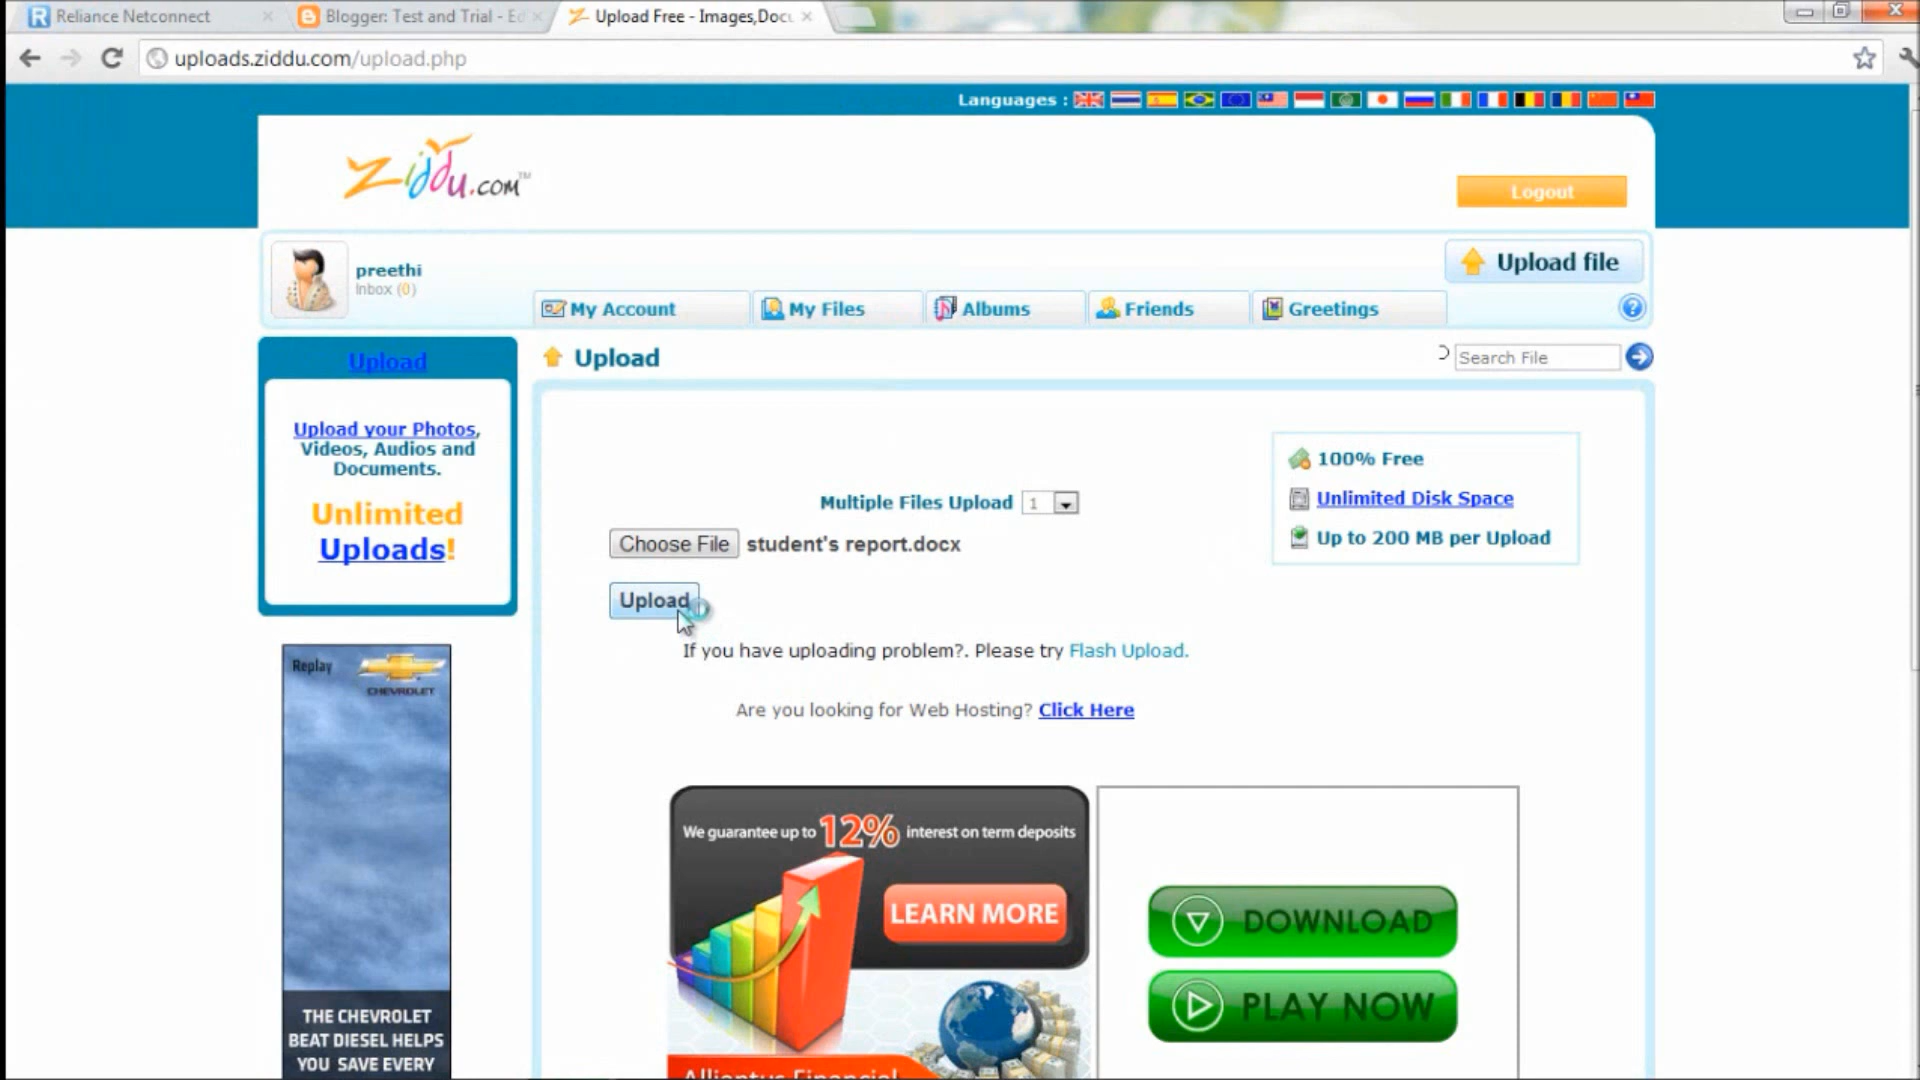 Reliance Netconnect
Blogger: Test and Trial - Ed
Upload Free - Images,Docu
uploads.ziddu.com/upload.php
Languages :
Ziddu.com™
Logout
preethi
Inbox (0)
Upload file
My Account
My Files
Albums
Friends
Greetings
?
Upload
Upload
Search File
Upload your Photos,
Videos, Audios and
Documents.
Unlimited
Uploads!
100% Free
Unlimited Disk Space
Up to 200 MB per Upload
Multiple Files Upload 1
Choose File student's report.docx
Upload
If you have uploading problem?. Please try Flash Upload.
Are you looking for Web Hosting? Click Here
Replay
CHEVROLET
THE CHEVROLET
BEAT DIESEL HELPS
YOU SAVE EVERY
We guarantee up to 12% interest on term deposits
LEARN MORE
DOWNLOAD
PLAY NOW